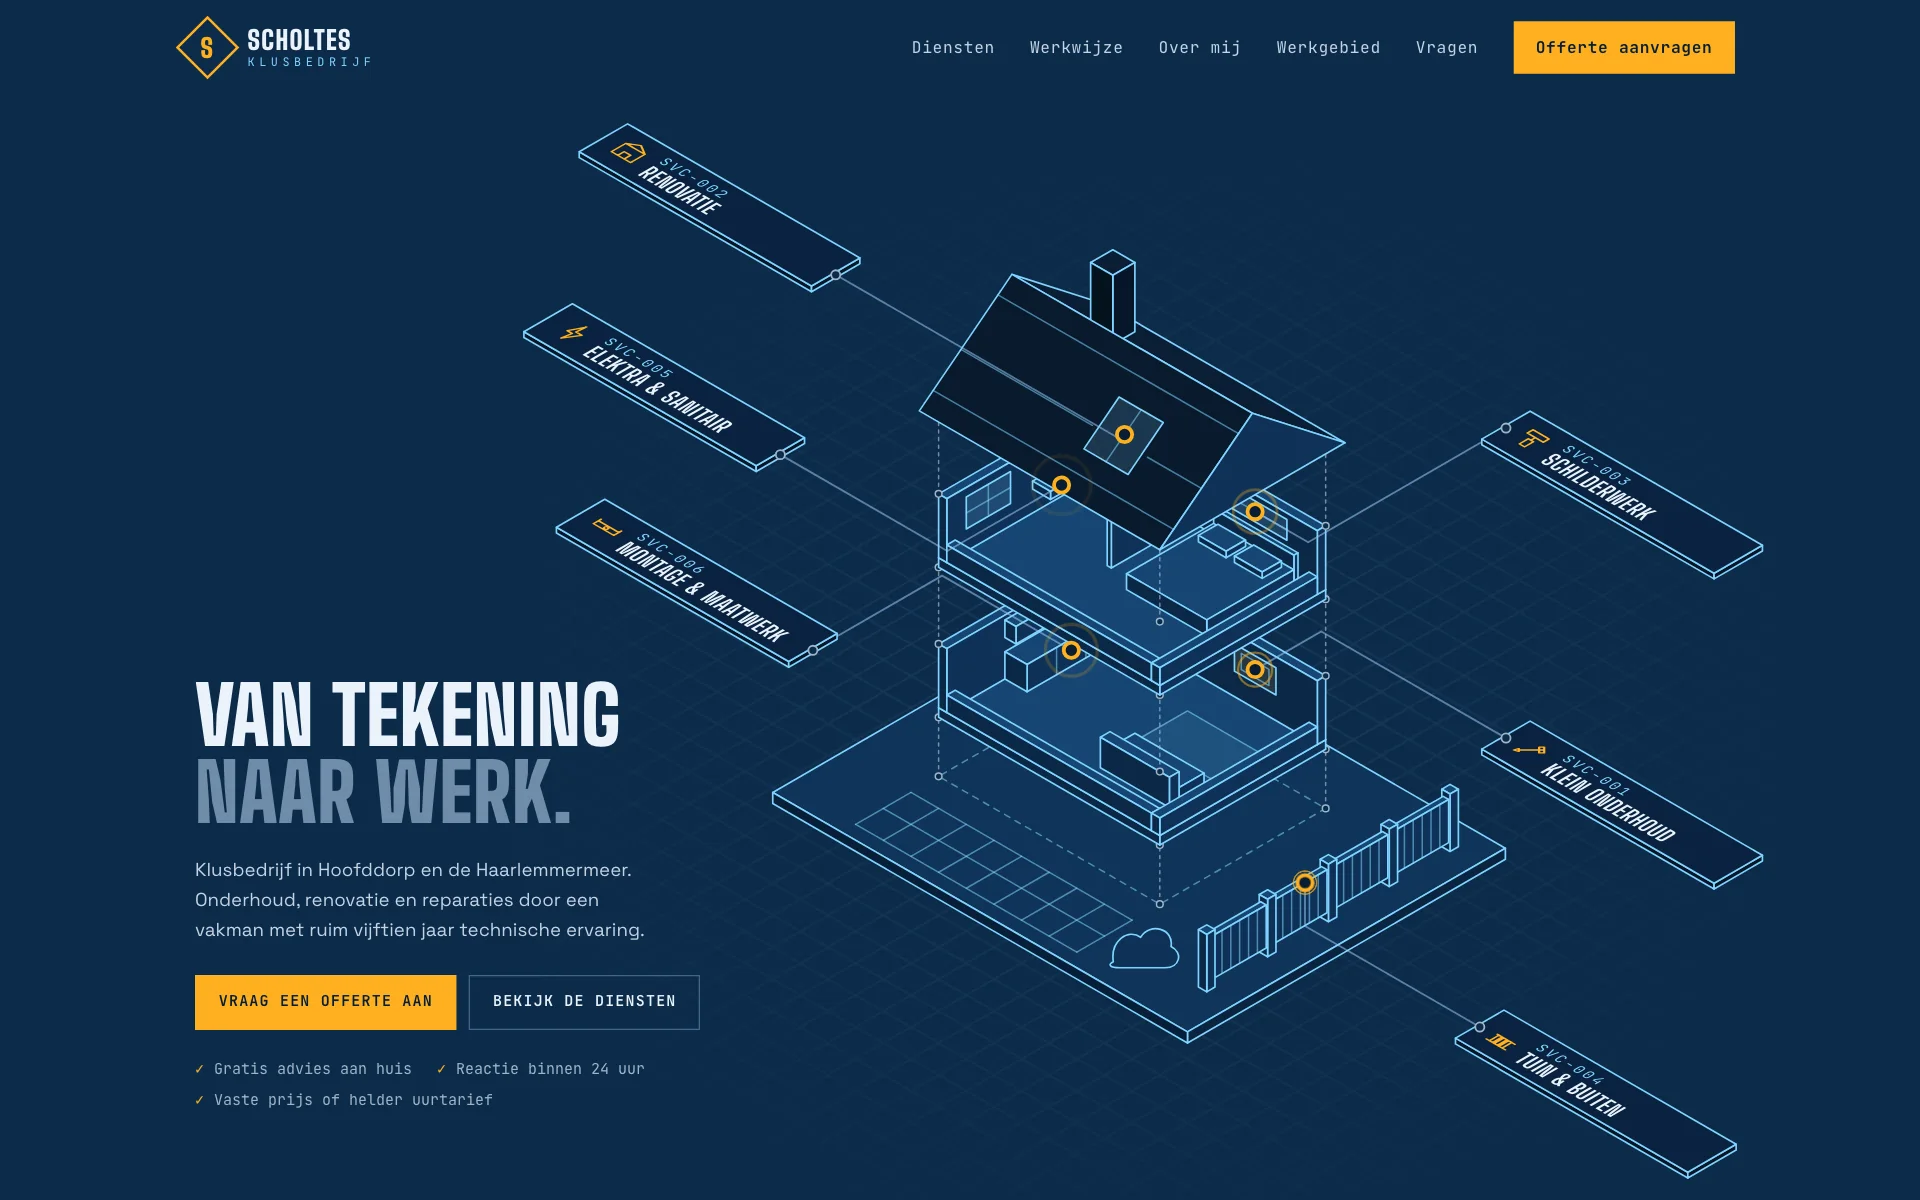 S
SCHOLTES
KLUSBEDRIJF
Diensten
Werkwijze
Over mij
Werkgebied
Vragen
Offerte aanvragen
SVC-002
RENOVATIE
SVC-005
ELEKTRA & SANITAIR
SVC-006
MONTAGE & MAATWERK
SVC-003
SCHILDERWERK
SVC-001
KLEIN ONDERHOUD
SVC-004
TUIN & BUITEN
VAN TEKENING
NAAR WERK.
Klusbedrijf in Hoofddorp en de Haarlemmermeer.
Onderhoud, renovatie en reparaties door een
vakman met ruim vijftien jaar technische ervaring.
VRAAG EEN OFFERTE AAN
BEKIJK DE DIENSTEN
✓ Gratis advies aan huis
✓ Reactie binnen 24 uur
✓ Vaste prijs of helder uurtarief